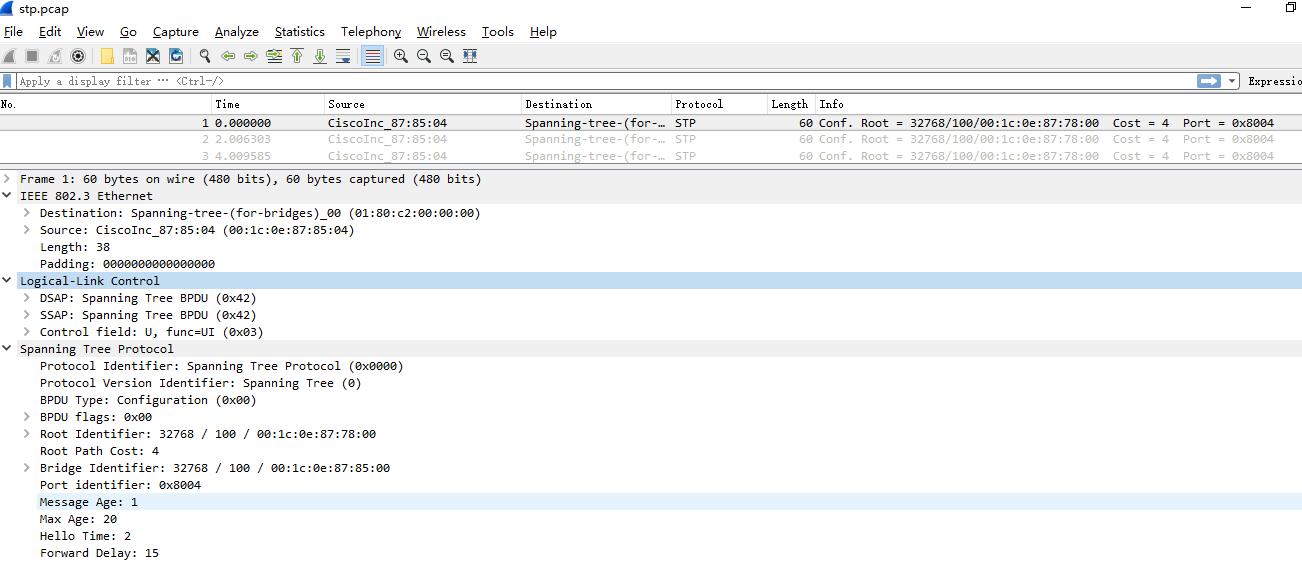 stp.pcap
File Edit View Go Capture Analyze Statistics Telephony Wireless Tools Help
Apply a display filter ⋯ <Ctrl-/>
Expressio
No. Time Source Destination Protocol Length Info
1 0.000000 CiscoInc_87:85:04 Spanning-tree-(for-… STP 60 Conf. Root = 32768/100/00:1c:0e:87:78:00 Cost = 4 Port = 0x8004
2 2.006303 CiscoInc_87:85:04 Spanning-tree-(for-… STP 60 Conf. Root = 32768/100/00:1c:0e:87:78:00 Cost = 4 Port = 0x8004
3 4.009585 CiscoInc_87:85:04 Spanning-tree-(for-… STP 60 Conf. Root = 32768/100/00:1c:0e:87:78:00 Cost = 4 Port = 0x8004
Frame 1: 60 bytes on wire (480 bits), 60 bytes captured (480 bits)
IEEE 802.3 Ethernet
Destination: Spanning-tree-(for-bridges)_00 (01:80:c2:00:00:00)
Source: CiscoInc_87:85:04 (00:1c:0e:87:85:04)
Length: 38
Padding: 0000000000000000
Logical-Link Control
DSAP: Spanning Tree BPDU (0x42)
SSAP: Spanning Tree BPDU (0x42)
Control field: U, func=UI (0x03)
Spanning Tree Protocol
Protocol Identifier: Spanning Tree Protocol (0x0000)
Protocol Version Identifier: Spanning Tree (0)
BPDU Type: Configuration (0x00)
BPDU flags: 0x00
Root Identifier: 32768 / 100 / 00:1c:0e:87:78:00
Root Path Cost: 4
Bridge Identifier: 32768 / 100 / 00:1c:0e:87:85:00
Port identifier: 0x8004
Message Age: 1
Max Age: 20
Hello Time: 2
Forward Delay: 15